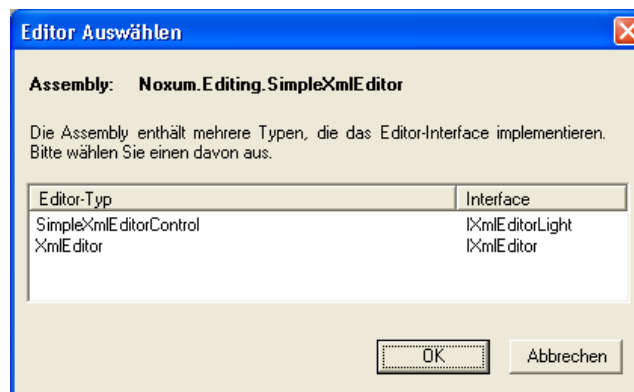 Editor Auswählen
Assembly: Noxum.Editing.SimpleXmlEditor
Die Assembly enthält mehrere Typen, die das Editor-Interface implementieren.
Bitte wählen Sie einen davon aus.
Editor-Typ Interface
SimpleXmlEditorControl IXmlEditorLight
XmlEditor IXmlEditor
OK Abbrechen